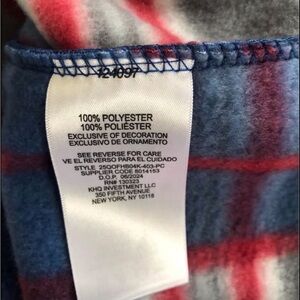 124097
100% POLYESTER
100% POLIÉSTER
EXCLUSIVE OF DECORATION
EXCLUSIVO DE ORNAMENTO
SEE REVERSE FOR CARE
VE EL REVERSO PARA EL CUIDADO
STYLE 25QOFHB04K-403-PC
SUPPLIER CODE 8014153
D.O.P. 06/2024
RN# 130323
KHQ INVESTMENT LLC
350 FIFTH AVENUE
NEW YORK, NY 10118